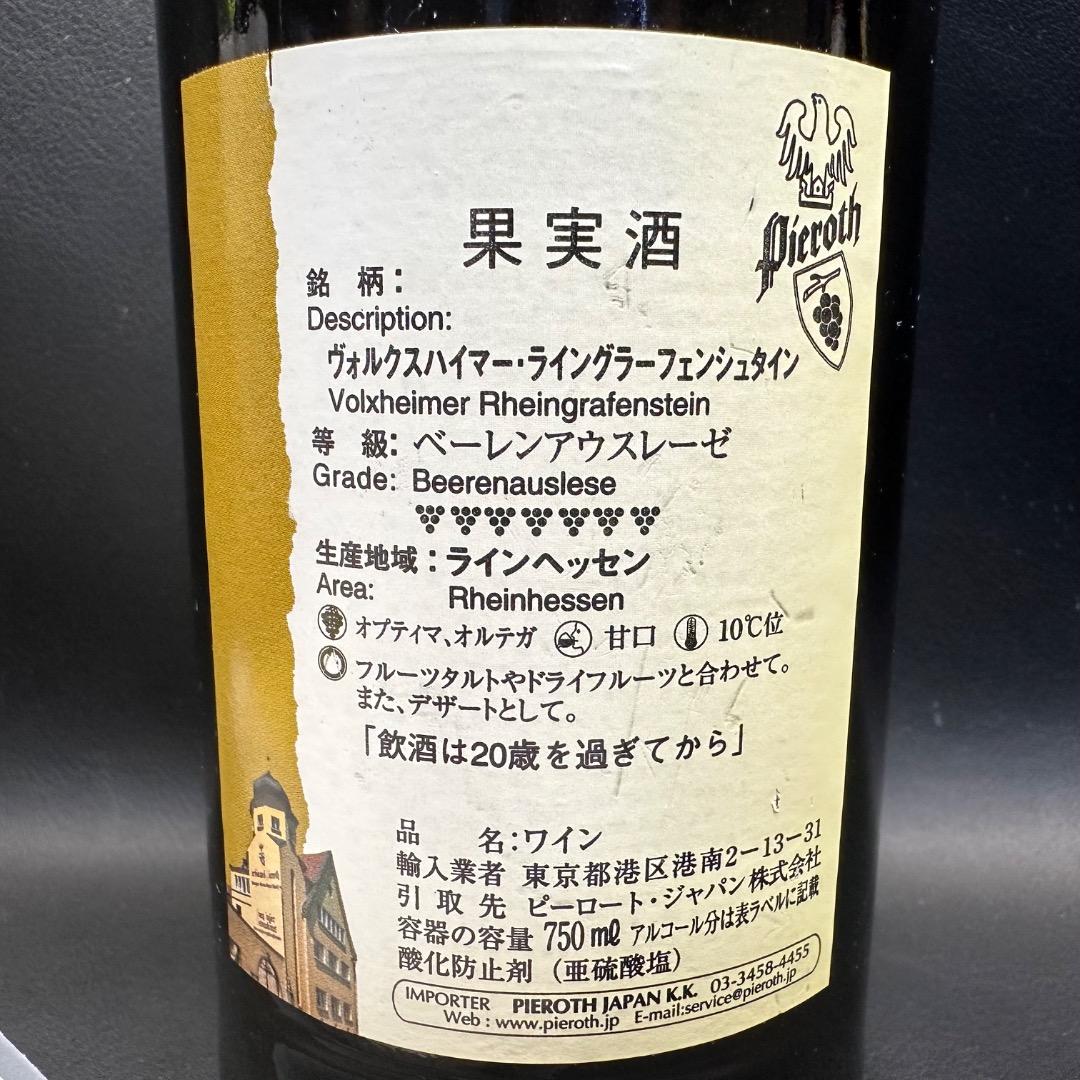 Pieroth
果実酒
銘柄:
Description:
ヴォルクスハイマー・ライングラーフェンシュタイン
Volxheimer Rheingrafenstein
等級: ベーレンアウスレーゼ
Grade: Beerenauslese
生産地域:ラインヘッセン
Area: Rheinhessen
オプティマ、オルテガ 甘口 10℃位
フルーツタルトやドライフルーツと合わせて。
また、デザートとして。
「飲酒は20歳を過ぎてから」
品名:ワイン
輸入業者 東京都港区港南2-13-31
引取先 ピーロート・ジャパン株式会社
容器の容量 750mℓ アルコール分は表ラベルに記載
酸化防止剤(亜硫酸塩)
IMPORTER PIEROTH JAPAN K.K. 03-3458-4455
Web : www.pieroth.jp E-mail:service@pieroth.jp